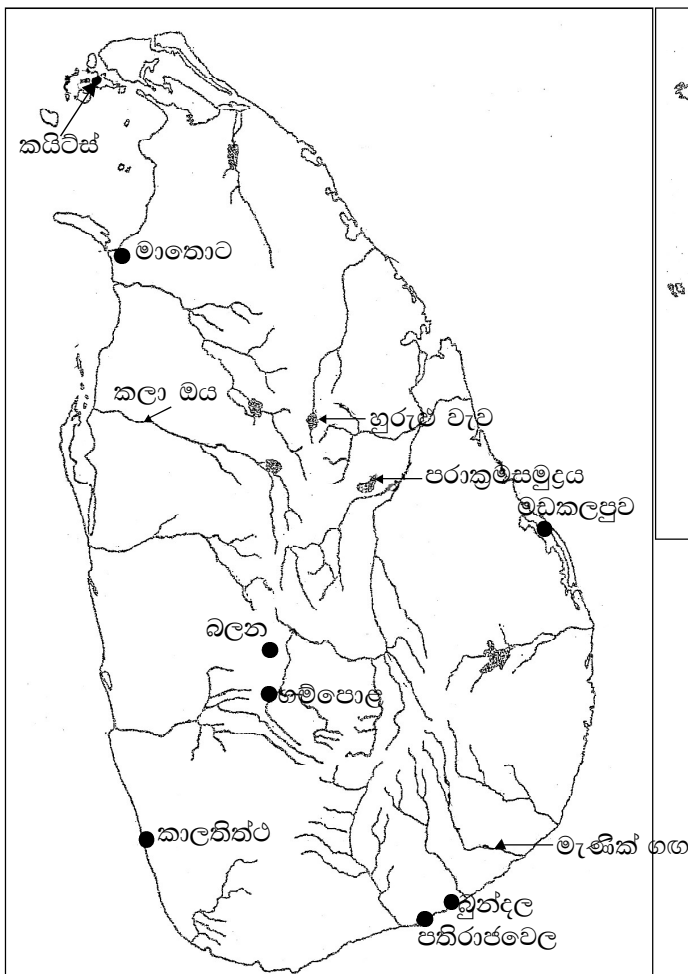 කයිට්ස්
මාතොට
කලා ඔය
හුරුළු වැව
පරාක්‍රමසමුද්‍රය
මඩකලපුව
බලන
ගම්පොළ
කාලතිත්ථ
මැණික් ගඟ
බුන්දල
පතිරාජවෙල